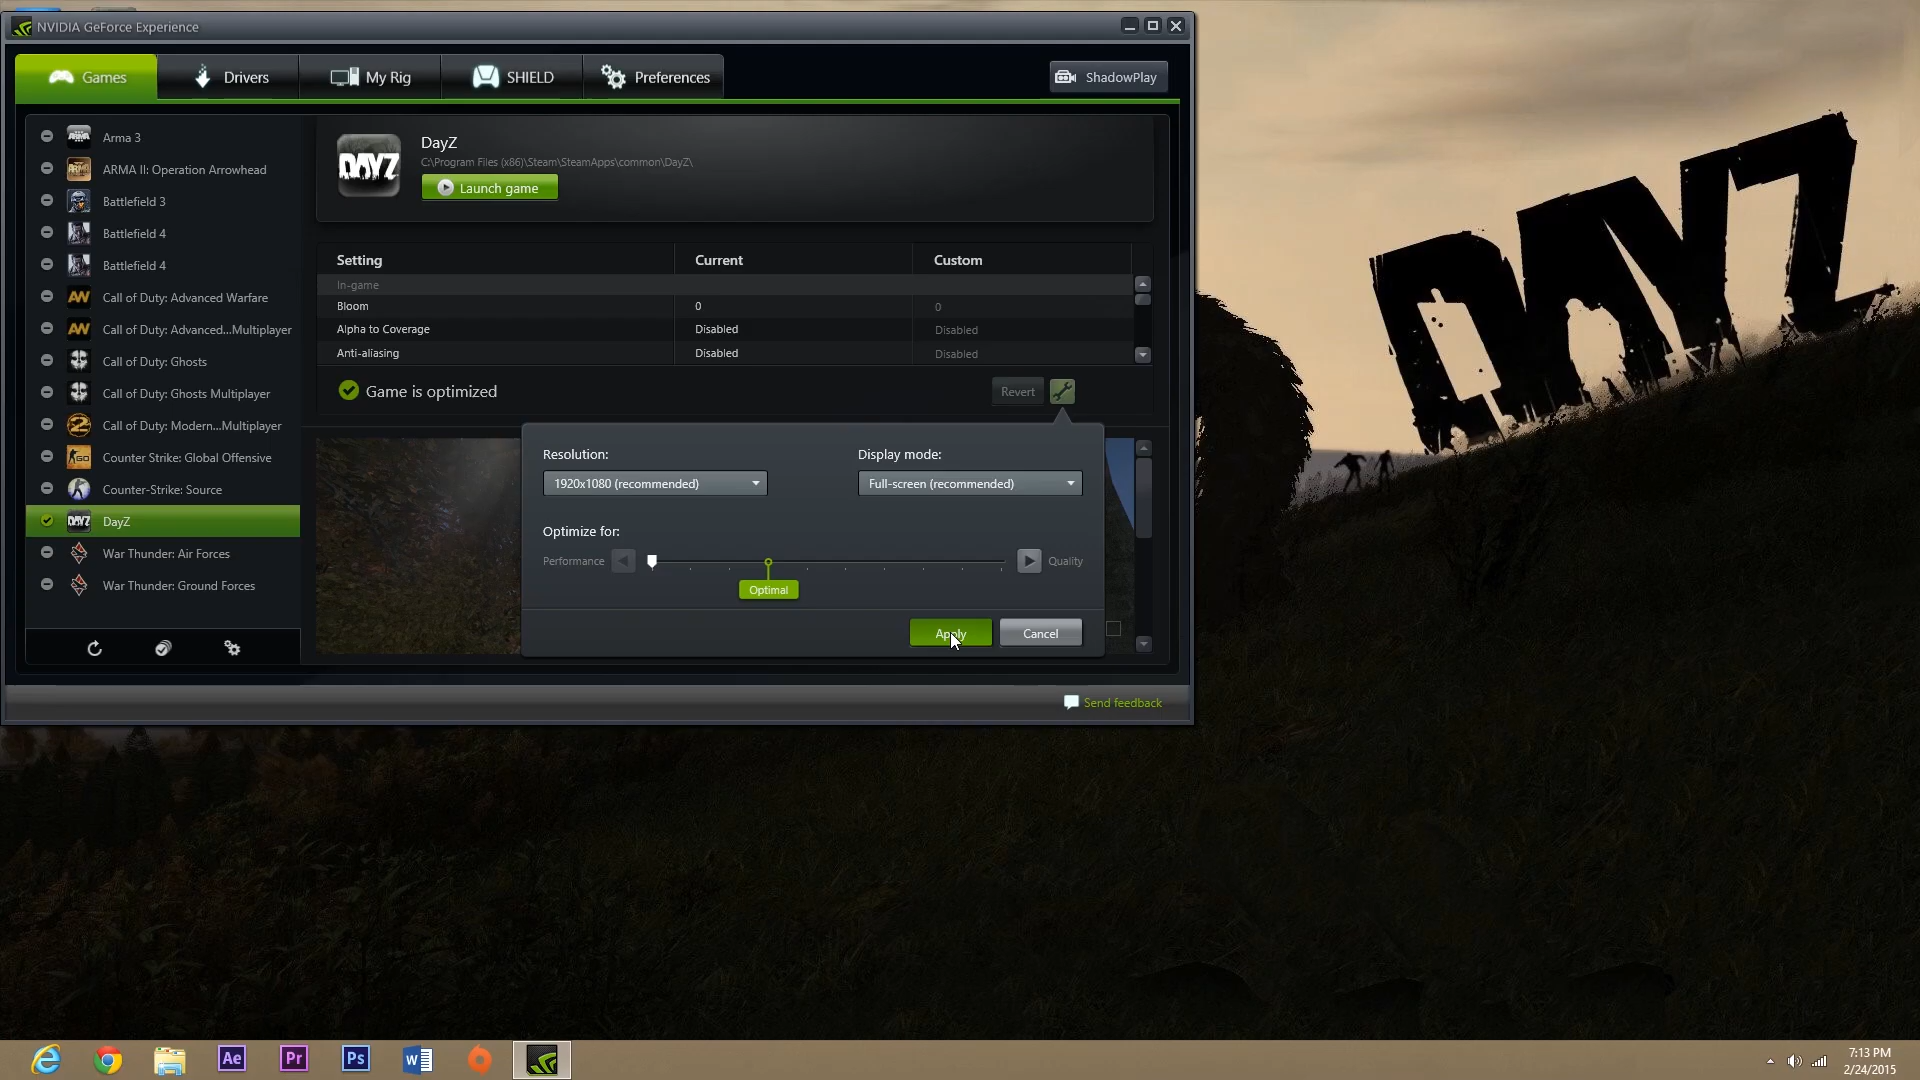 NVIDIA GeForce Experience
Games
Drivers
My Rig
SHIELD
Preferences
ShadowPlay
Arma 3
ARMA II: Operation Arrowhead
Battlefield 3
Battlefield 4
Battlefield 4
Call of Duty: Advanced Warfare
Call of Duty: Advanced...Multiplayer
Call of Duty: Ghosts
Call of Duty: Ghosts Multiplayer
Call of Duty: Modern...Multiplayer
Counter Strike: Global Offensive
Counter-Strike: Source
DayZ
War Thunder: Air Forces
War Thunder: Ground Forces
DAYZ
DayZ
C:\Program Files (x86)\Steam\SteamApps\common\DayZ\
Launch game
Setting Current Custom
In-game
Bloom 0 0
Alpha to Coverage Disabled Disabled
Anti-aliasing Disabled Disabled
Game is optimized
Revert
Resolution: Display mode:
1920x1080 (recommended) Full-screen (recommended)
Optimize for:
Performance Quality
Optimal
Apply Cancel
Send feedback
DAYZ
Ae
Pr
Ps
W
7:13 PM
2/24/2015